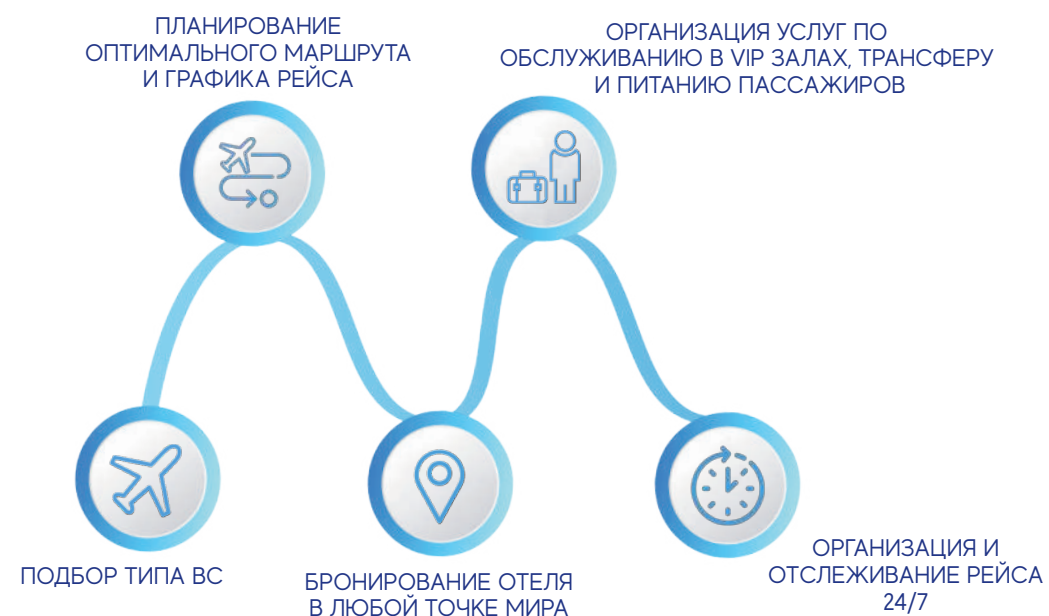 ПЛАНИРОВАНИЕ
ОПТИМАЛЬНОГО МАРШРУТА
И ГРАФИКА РЕЙСА
ОРГАНИЗАЦИЯ УСЛУГ ПО
ОБСЛУЖИВАНИЮ В VIP ЗАЛАХ, ТРАНСФЕРУ
И ПИТАНИЮ ПАССАЖИРОВ
ПОДБОР ТИПА ВС
БРОНИРОВАНИЕ ОТЕЛЯ
В ЛЮБОЙ ТОЧКЕ МИРА
ОРГАНИЗАЦИЯ И
ОТСЛЕЖИВАНИЕ РЕЙСА
24/7